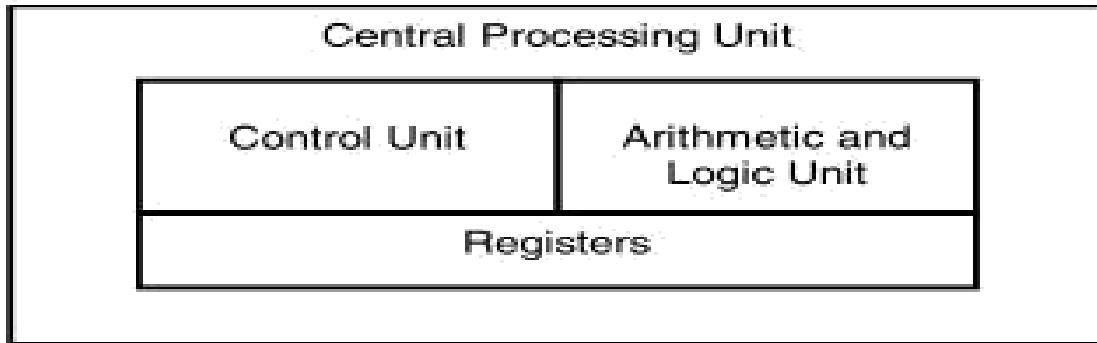 Central Processing Unit
Control Unit
Arithmetic and
Logic Unit
Registers